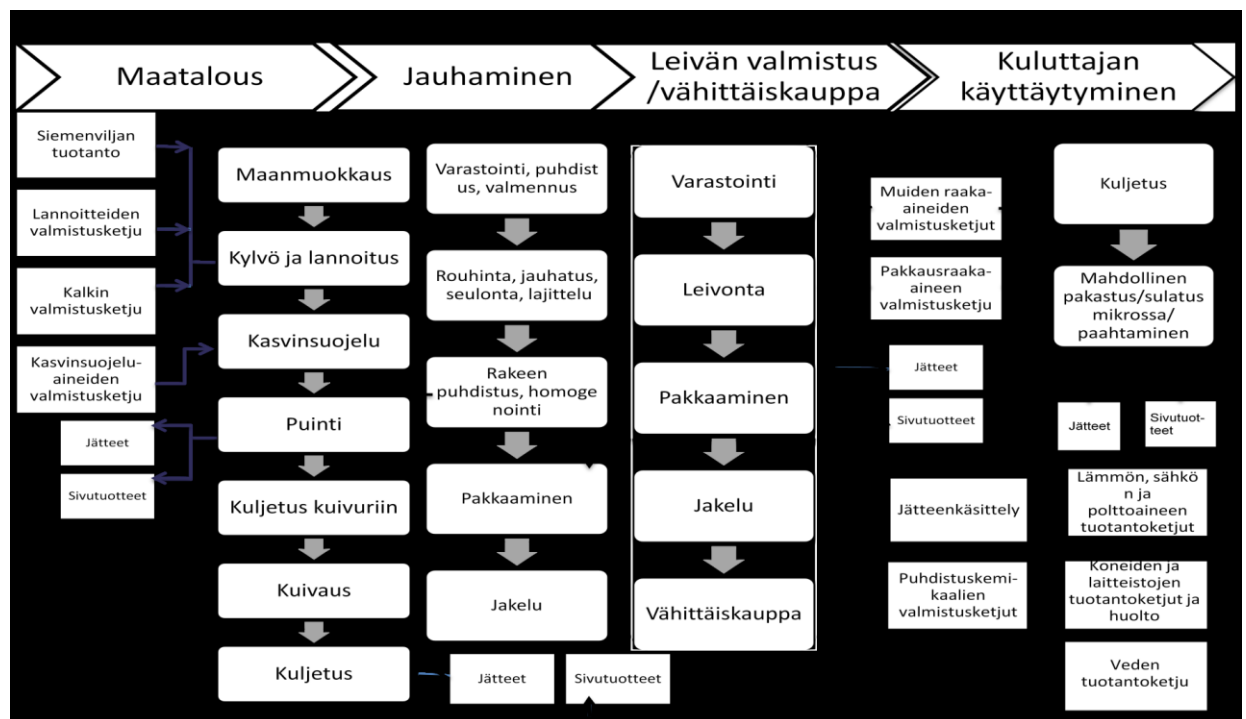 Maatalous
Jauhaminen
Leivän valmistus
/vähittäiskauppa
Kuluttajan
käyttäytyminen
Siemenviljan
tuotanto
Lannoitteiden
valmistusketju
Kalkin
valmistusketju
Kasvinsuojelu-
aineiden
valmistusketju
Jätteet
Sivutuotteet
Maanmuokkaus
Kylvö ja lannoitus
Kasvinsuojelu
Puinti
Kuljetus kuivuriin
Kuivaus
Kuljetus
Varastointi, puhdist
us, valmennus
Rouhinta, jauhatus,
seulonta, lajittelu
Rakeen
puhdistus, homoge
nointi
Pakkaaminen
Jakelu
Jätteet
Sivutuotteet
Varastointi
Leivonta
Pakkaaminen
Jakelu
Vähittäiskauppa
Muiden raaka-
aineiden
valmistusketjut
Pakkausraaka-
aineen
valmistusketju
Jätteet
Sivutuotteet
Jätteenkäsittely
Puhdistuskemi-
kaalien
valmistusketjut
Kuljetus
Mahdollinen
pakastus/sulatus
mikrossa/
paahtaminen
Jätteet
Sivutuot-
teet
Lämmön, sähkö
n ja
polttoaineen
tuotantoketjut
Koneiden ja
laitteistojen
tuotantoketjut ja
huolto
Veden
tuotantoketju